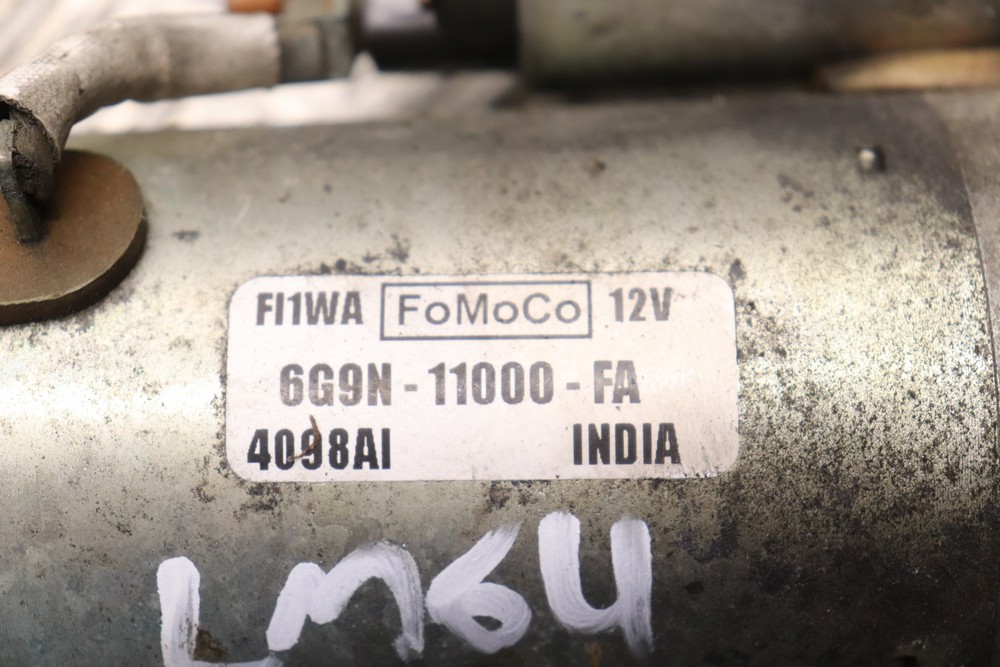 FI1WA FoMoCo 12V
6G9N - 11000 - FA
4098AI INDIA
LM64